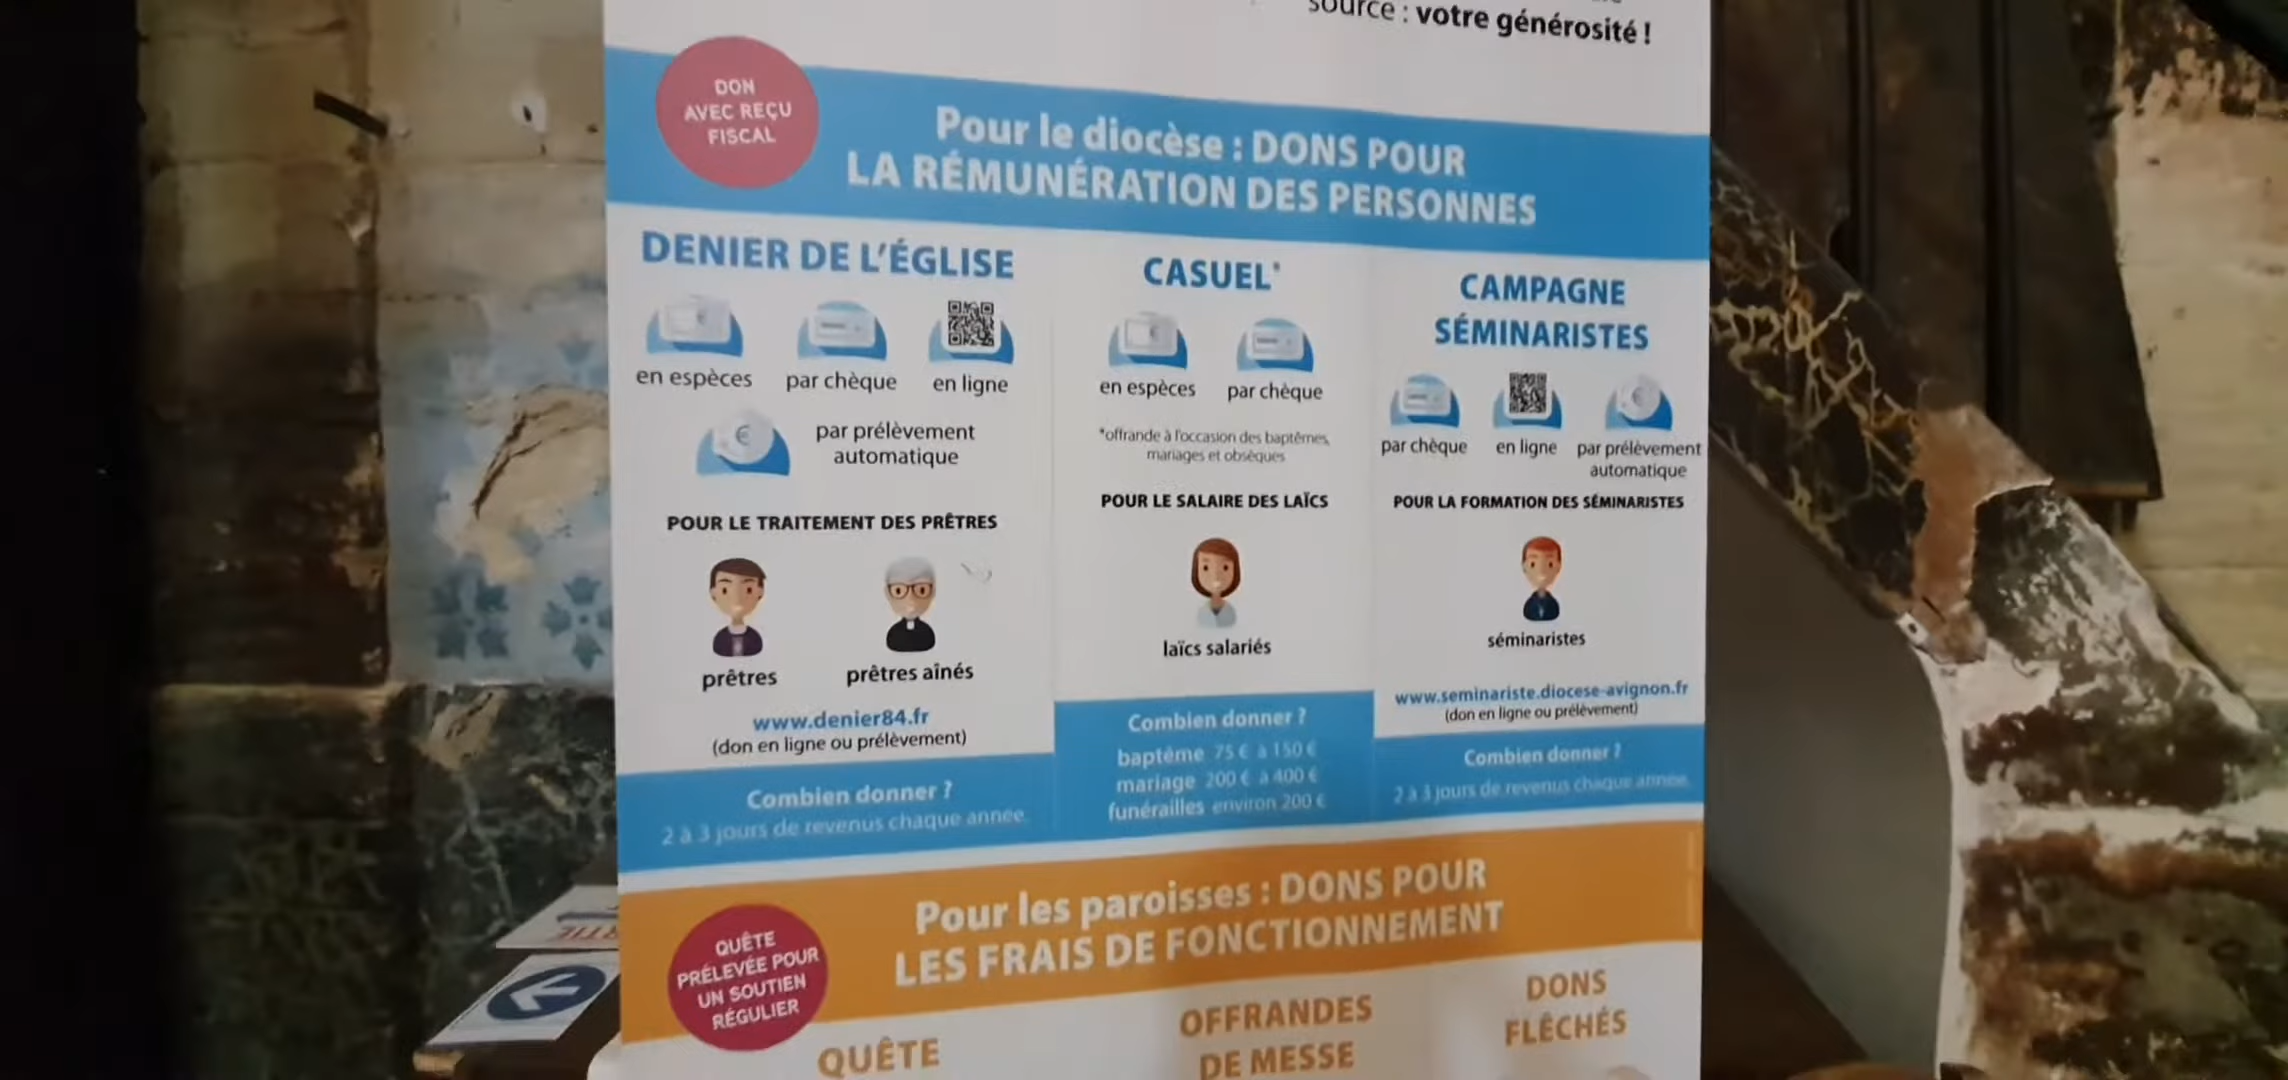 source : votre générosité !
DON
AVEC REÇU
FISCAL
Pour le diocèse : DONS POUR
LA RÉMUNÉRATION DES PERSONNES
DENIER DE L'ÉGLISE
en espèces
par chèque
en ligne
par prélèvement
automatique
POUR LE TRAITEMENT DES PRÊTRES
prêtres
prêtres aînés
www.denier84.fr
(don en ligne ou prélèvement)
Combien donner ?
2 à 3 jours de revenus chaque année
CASUEL*
en espèces
par chèque
*offrande à l'occasion des baptêmes,
mariages et obsèques
POUR LE SALAIRE DES LAÏCS
laïcs salariés
Combien donner ?
baptême 75 € à 150 €
mariage 200 € à 400 €
funérailles environ 200 €
CAMPAGNE
SÉMINARISTES
par chèque
en ligne
par prélèvement
automatique
POUR LA FORMATION DES SÉMINARISTES
séminaristes
www.seminariste.diocese-avignon.fr
(don en ligne ou prélèvement)
Combien donner ?
2 à 3 jours de revenus chaque année
QUÊTE
PRÉLEVÉE POUR
UN SOUTIEN
RÉGULIER
Pour les paroisses : DONS POUR
LES FRAIS DE FONCTIONNEMENT
QUÊTE
OFFRANDES
DE MESSE
DONS
FLÉCHÉS